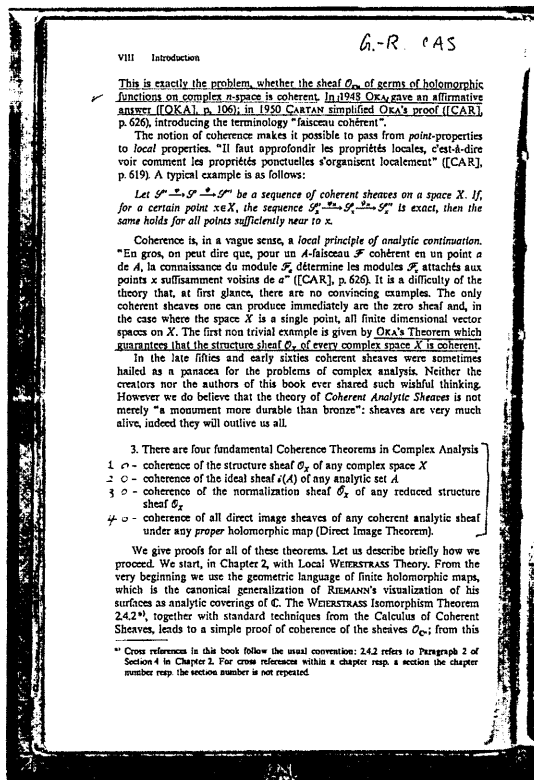 G.-R. CAS
VIII Introduction
This is exactly the problem, whether the sheaf 𝒪_ℂⁿ of germs of holomorphic
functions on complex n-space is coherent. In 1948 OKA gave an affirmative
answer ([OKA], p. 106); in 1950 CARTAN simplified OKA's proof ([CAR],
p. 626), introducing the terminology "faisceau cohérent".
The notion of coherence makes it possible to pass from point-properties
to local properties. "Il faut approfondir les propriétés locales, c'est-à-dire
voir comment les propriétés ponctuelles s'organisent localement" ([CAR],
p. 619). A typical example is as follows:
Let 𝒮' →φ 𝒮 →ψ 𝒮'' be a sequence of coherent sheaves on a space X. If,
for a certain point x∈X, the sequence 𝒮'ₓ →φₓ 𝒮ₓ →ψₓ 𝒮''ₓ is exact, then the
same holds for all points sufficiently near to x.
Coherence is, in a vague sense, a local principle of analytic continuation.
"En gros, on peut dire que, pour un A-faisceau ℱ cohérent en un point a
de A, la connaissance du module ℱₐ détermine les modules ℱₓ attachés aux
points x suffisamment voisins de a" ([CAR], p. 626). It is a difficulty of the
theory that, at first glance, there are no convincing examples. The only
coherent sheaves one can produce immediately are the zero sheaf and, in
the case where the space X is a single point, all finite dimensional vector
spaces on X. The first non trivial example is given by OKA's Theorem which
guarantees that the structure sheaf 𝒪_X of every complex space X is coherent.
In the late fifties and early sixties coherent sheaves were sometimes
hailed as a panacea for the problems of complex analysis. Neither the
creators nor the authors of this book ever shared such wishful thinking.
However we do believe that the theory of Coherent Analytic Sheaves is not
merely "a monument more durable than bronze": sheaves are very much
alive, indeed they will outlive us all.
3. There are four fundamental Coherence Theorems in Complex Analysis
1 o - coherence of the structure sheaf 𝒪_X of any complex space X
2 o - coherence of the ideal sheaf 𝒾(A) of any analytic set A
3 o - coherence of the normalization sheaf 𝒪̂_X of any reduced structure
sheaf 𝒪_X
4 o - coherence of all direct image sheaves of any coherent analytic sheaf
under any proper holomorphic map (Direct Image Theorem).
We give proofs for all of these theorems. Let us describe briefly how we
proceed. We start, in Chapter 2, with Local WEIERSTRASS Theory. From the
very beginning we use the geometric language of finite holomorphic maps,
which is the canonical generalization of RIEMANN's visualization of his
surfaces as analytic coverings of ℂ. The WEIERSTRASS Isomorphism Theorem
2.4.2*⁾, together with standard techniques from the Calculus of Coherent
Sheaves, leads to a simple proof of coherence of the sheaves 𝒪_ℂⁿ; from this
*⁾ Cross references in this book follow the usual convention: 2.4.2 refers to Paragraph 2 of
Section 4 in Chapter 2. For cross references within a chapter resp. a section the chapter
number resp. the section number is not repeated.